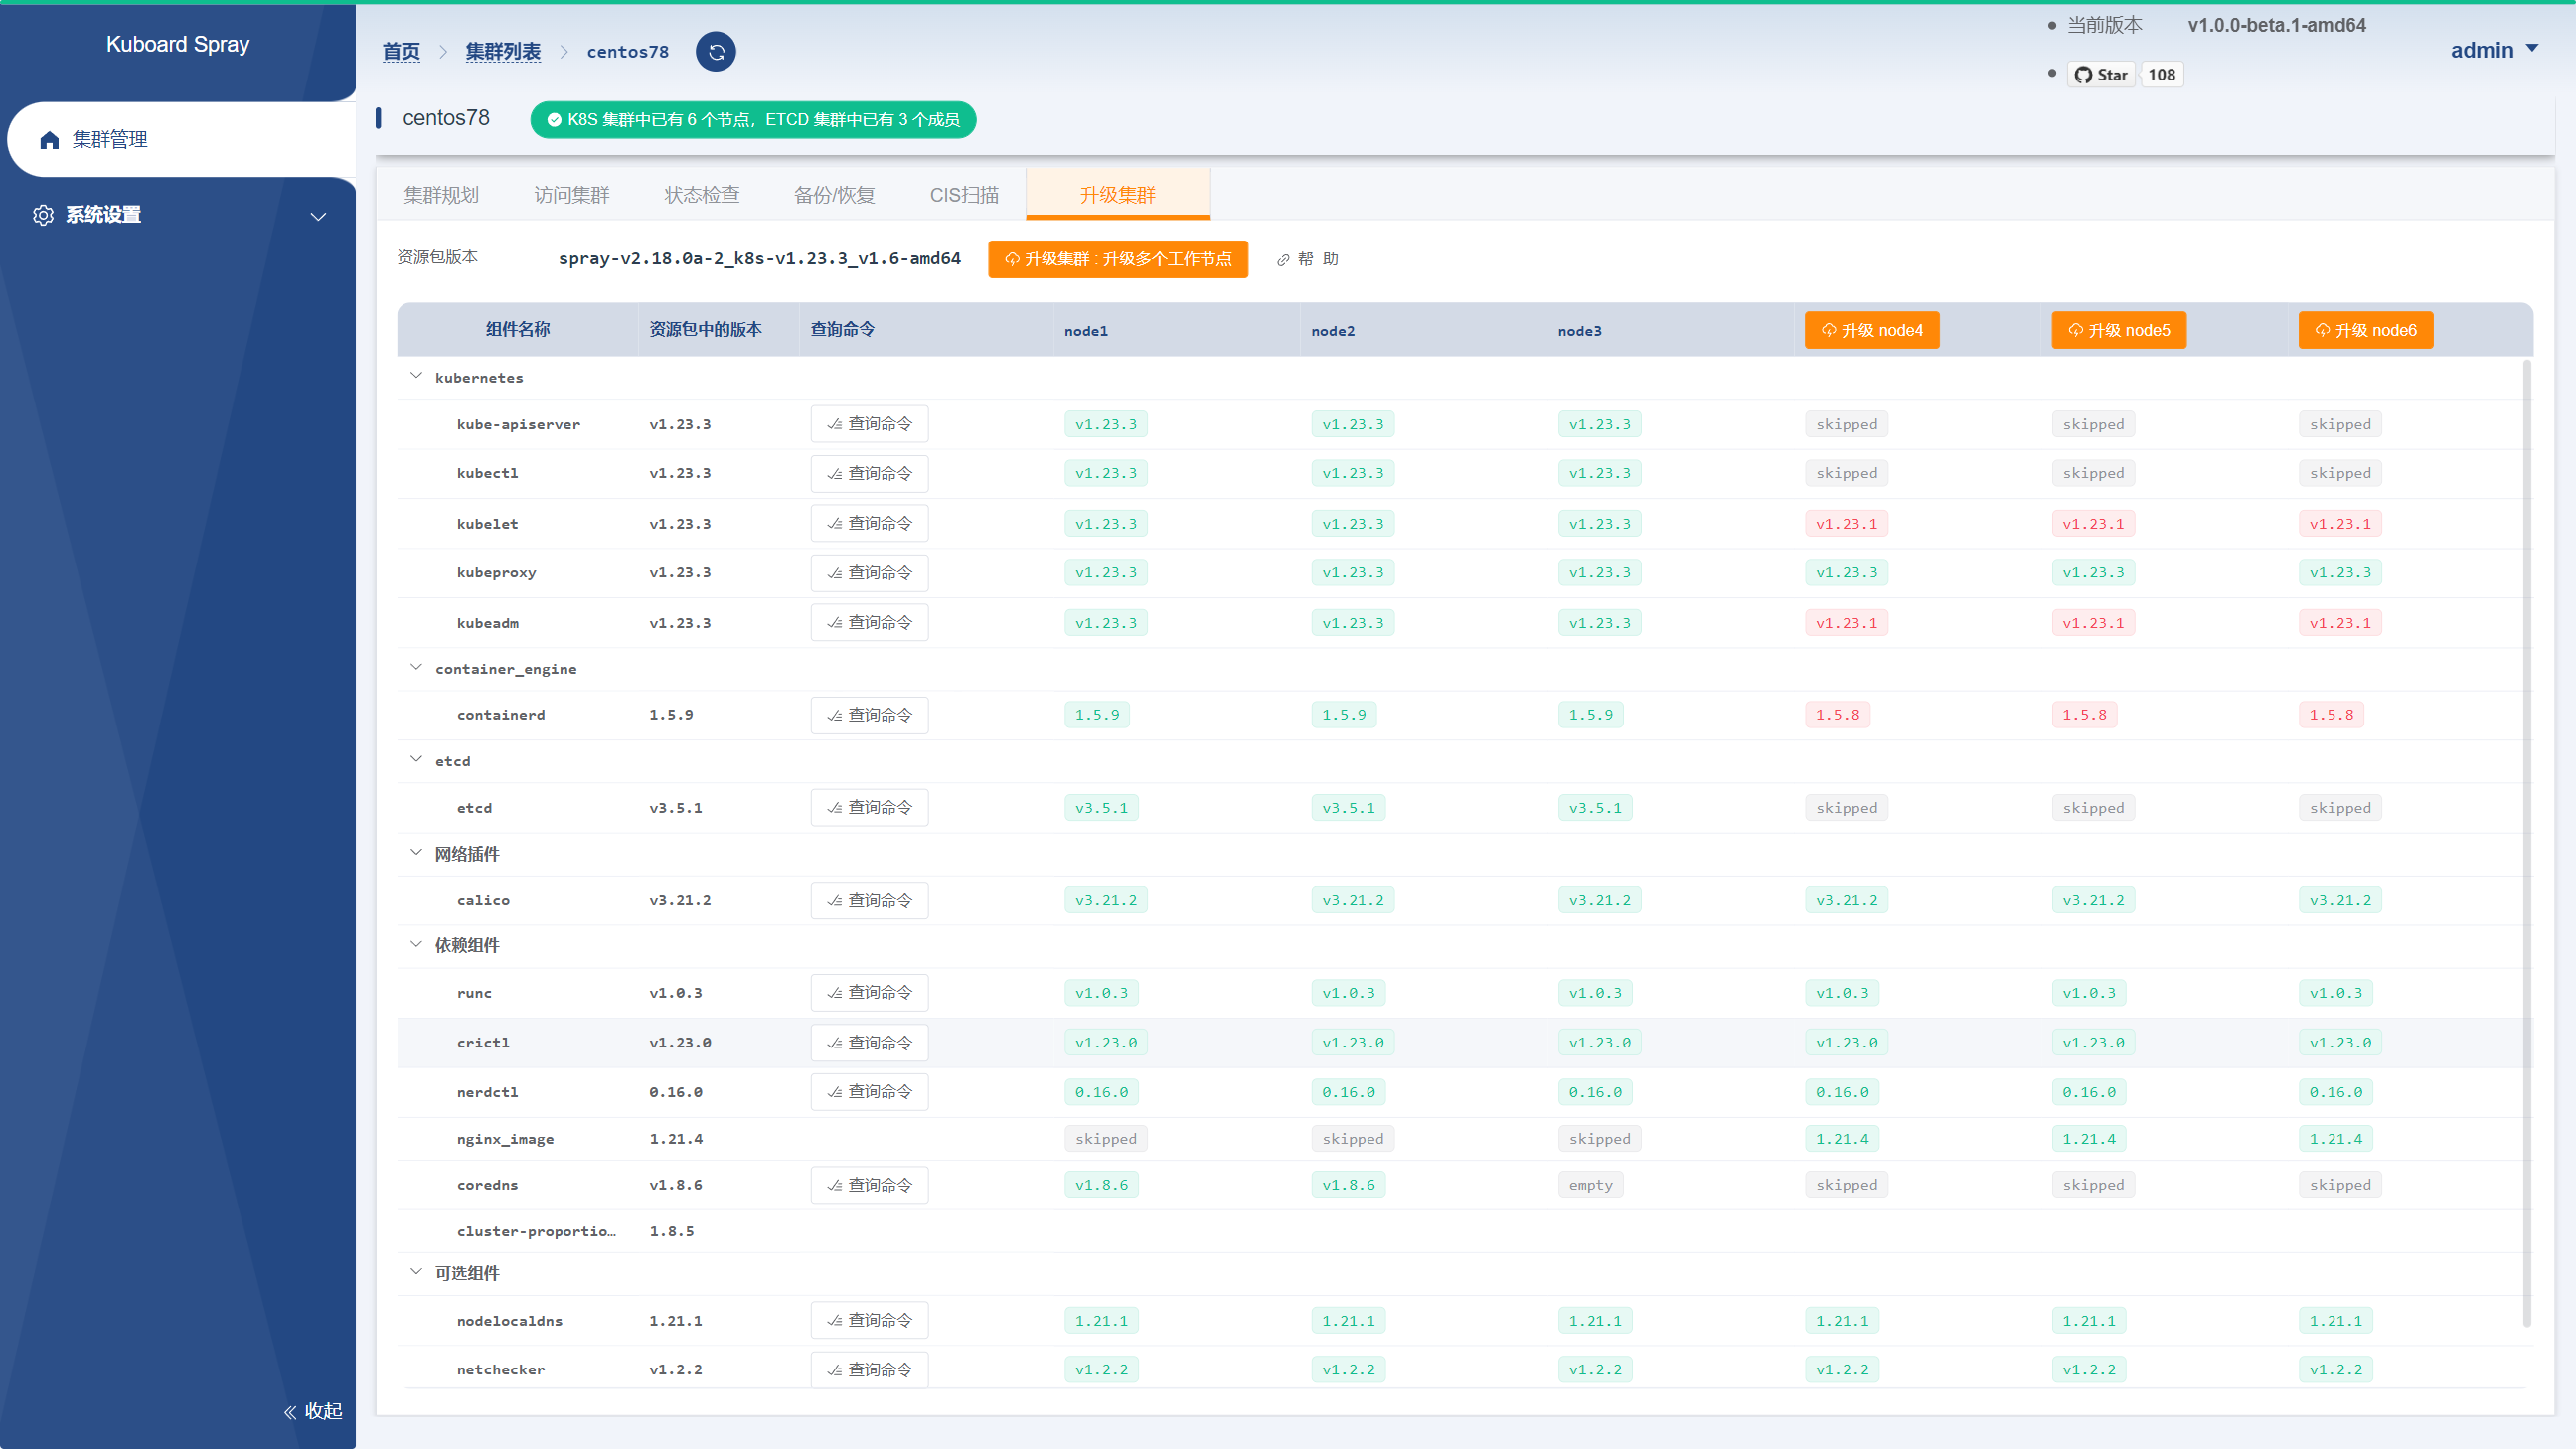 Kuboard Spray
集群管理
系统设置
收起
首页 集群列表 centos78
当前版本 v1.0.0-beta.1-amd64
Star 108
admin
centos78 K8S 集群中已有 6 个节点，ETCD 集群中已有 3 个成员
集群规划 访问集群 状态检查 备份/恢复 CIS扫描 升级集群
资源包版本 spray-v2.18.0a-2_k8s-v1.23.3_v1.6-amd64 升级集群 : 升级多个工作节点 帮 助
组件名称 资源包中的版本 查询命令 node1 node2 node3 升级 node4 升级 node5 升级 node6
kubernetes
kube-apiserver v1.23.3 查询命令 v1.23.3 v1.23.3 v1.23.3 skipped skipped skipped
kubectl v1.23.3 查询命令 v1.23.3 v1.23.3 v1.23.3 skipped skipped skipped
kubelet v1.23.3 查询命令 v1.23.3 v1.23.3 v1.23.3 v1.23.1 v1.23.1 v1.23.1
kubeproxy v1.23.3 查询命令 v1.23.3 v1.23.3 v1.23.3 v1.23.3 v1.23.3 v1.23.3
kubeadm v1.23.3 查询命令 v1.23.3 v1.23.3 v1.23.3 v1.23.1 v1.23.1 v1.23.1
container_engine
containerd 1.5.9 查询命令 1.5.9 1.5.9 1.5.9 1.5.8 1.5.8 1.5.8
etcd
etcd v3.5.1 查询命令 v3.5.1 v3.5.1 v3.5.1 skipped skipped skipped
网络插件
calico v3.21.2 查询命令 v3.21.2 v3.21.2 v3.21.2 v3.21.2 v3.21.2 v3.21.2
依赖组件
runc v1.0.3 查询命令 v1.0.3 v1.0.3 v1.0.3 v1.0.3 v1.0.3 v1.0.3
crictl v1.23.0 查询命令 v1.23.0 v1.23.0 v1.23.0 v1.23.0 v1.23.0 v1.23.0
nerdctl 0.16.0 查询命令 0.16.0 0.16.0 0.16.0 0.16.0 0.16.0 0.16.0
nginx_image 1.21.4 skipped skipped skipped 1.21.4 1.21.4 1.21.4
coredns v1.8.6 查询命令 v1.8.6 v1.8.6 empty skipped skipped skipped
cluster-proportio… 1.8.5
可选组件
nodelocaldns 1.21.1 查询命令 1.21.1 1.21.1 1.21.1 1.21.1 1.21.1 1.21.1
netchecker v1.2.2 查询命令 v1.2.2 v1.2.2 v1.2.2 v1.2.2 v1.2.2 v1.2.2